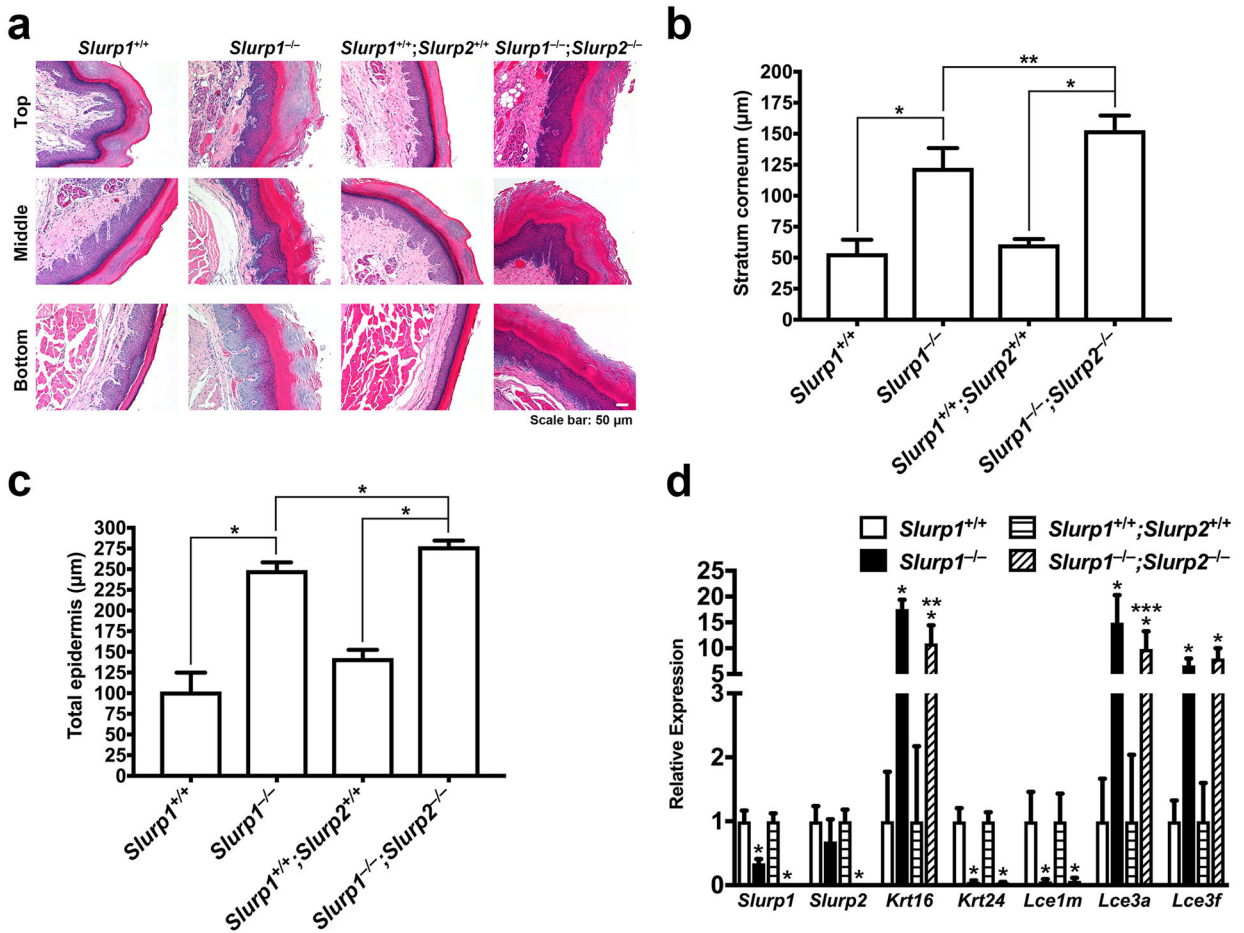 a
Slurp1+/+ Slurp1–/– Slurp1+/+;Slurp2+/+ Slurp1–/–;Slurp2–/–
Top
Middle
Bottom
Scale bar: 50 µm
b
Stratum corneum (µm)
200
175
150
125
100
75
50
25
0
*
**
*
Slurp1+/+
Slurp1–/–
Slurp1+/+;Slurp2+/+
Slurp1–/–;Slurp2–/–
c
Total epidermis (µm)
300
275
250
225
200
175
150
125
100
75
50
25
0
*
*
*
Slurp1+/+
Slurp1–/–
Slurp1+/+;Slurp2+/+
Slurp1–/–;Slurp2–/–
d
Slurp1+/+ Slurp1+/+;Slurp2+/+
Slurp1–/– Slurp1–/–;Slurp2–/–
Relative Expression
25
20
15
10
5
3
2
1
0
* *
*
* **
*
* *
* *
* ***
*
* *
Slurp1 Slurp2 Krt16 Krt24 Lce1m Lce3a Lce3f